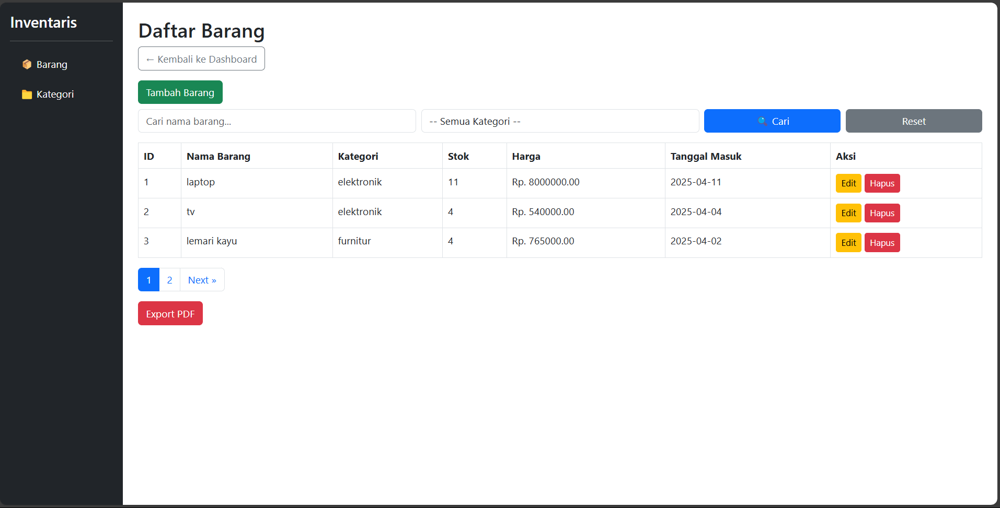 Inventaris
📦 Barang
📁 Kategori
Daftar Barang
← Kembali ke Dashboard
Tambah Barang
Cari nama barang... -- Semua Kategori -- 🔍 Cari Reset
ID Nama Barang Kategori Stok Harga Tanggal Masuk Aksi
1 laptop elektronik 11 Rp. 8000000.00 2025-04-11 Edit Hapus
2 tv elektronik 4 Rp. 540000.00 2025-04-04 Edit Hapus
3 lemari kayu furnitur 4 Rp. 765000.00 2025-04-02 Edit Hapus
1 2 Next »
Export PDF